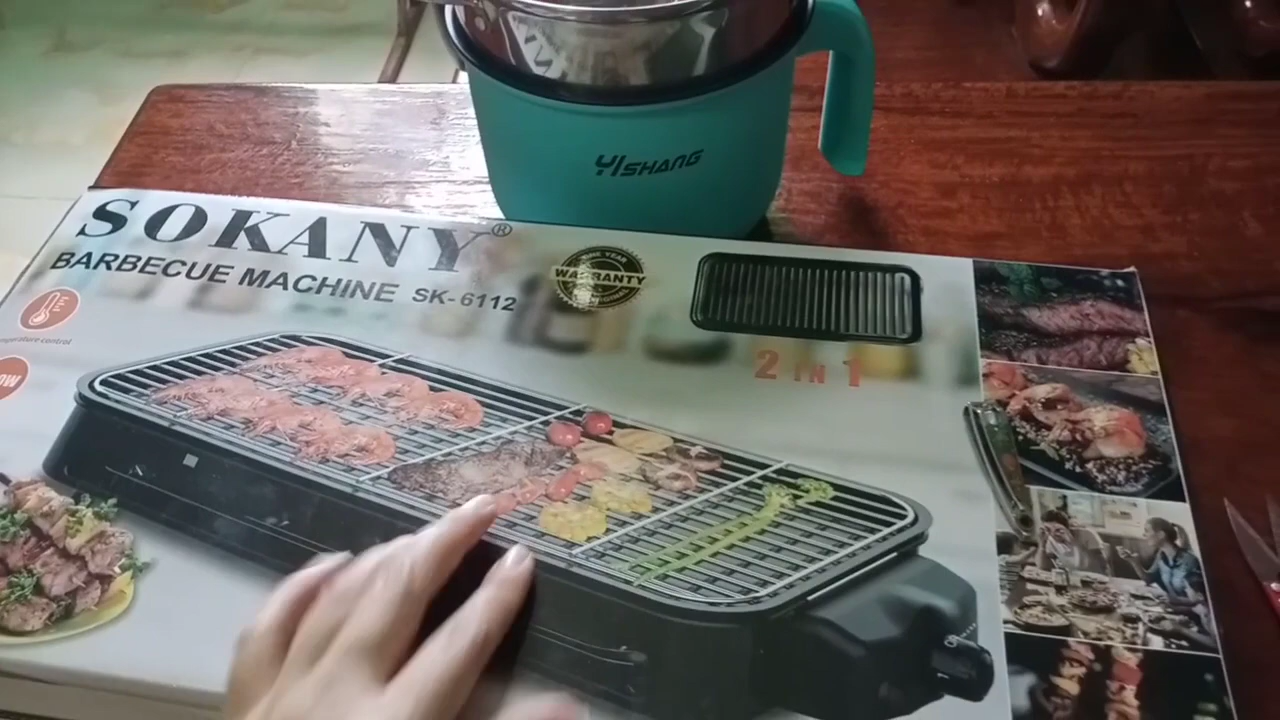 YISHANG
SOKANY®
BARBECUE MACHINE SK-6112
WARRANTY
2 IN 1